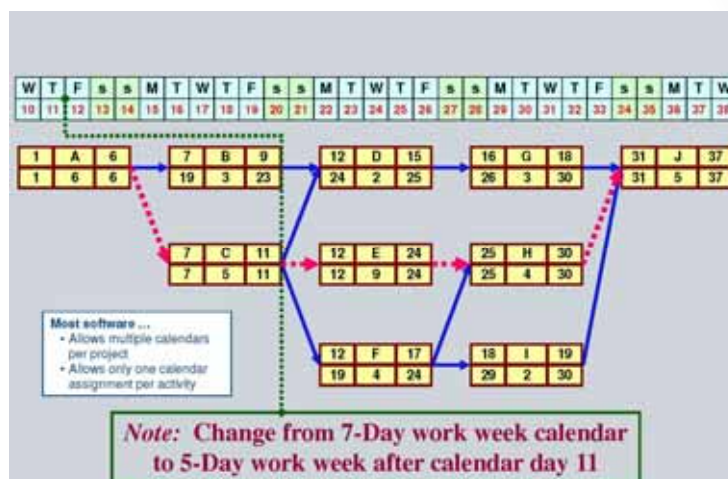 W T F s s M T W T F s s M T W T F s s M T W T F s s M T W
10 11 12 13 14 15 16 17 18 19 20 21 22 23 24 25 26 27 28 29 30 31 32 33 34 35 36 37 38
1 A 6 7 B 9 12 D 15 16 G 18 31 J 37
1 6 6 19 3 23 24 2 25 26 3 30 31 5 37
7 C 11 12 E 24 25 H 30
7 5 11 12 9 24 25 4 30
12 F 17 18 I 19
19 4 24 29 2 30
Most software ...
• Allows multiple calendars
per project
• Allows only one calendar
assignment per activity
Note: Change from 7-Day work week calendar
to 5-Day work week after calendar day 11